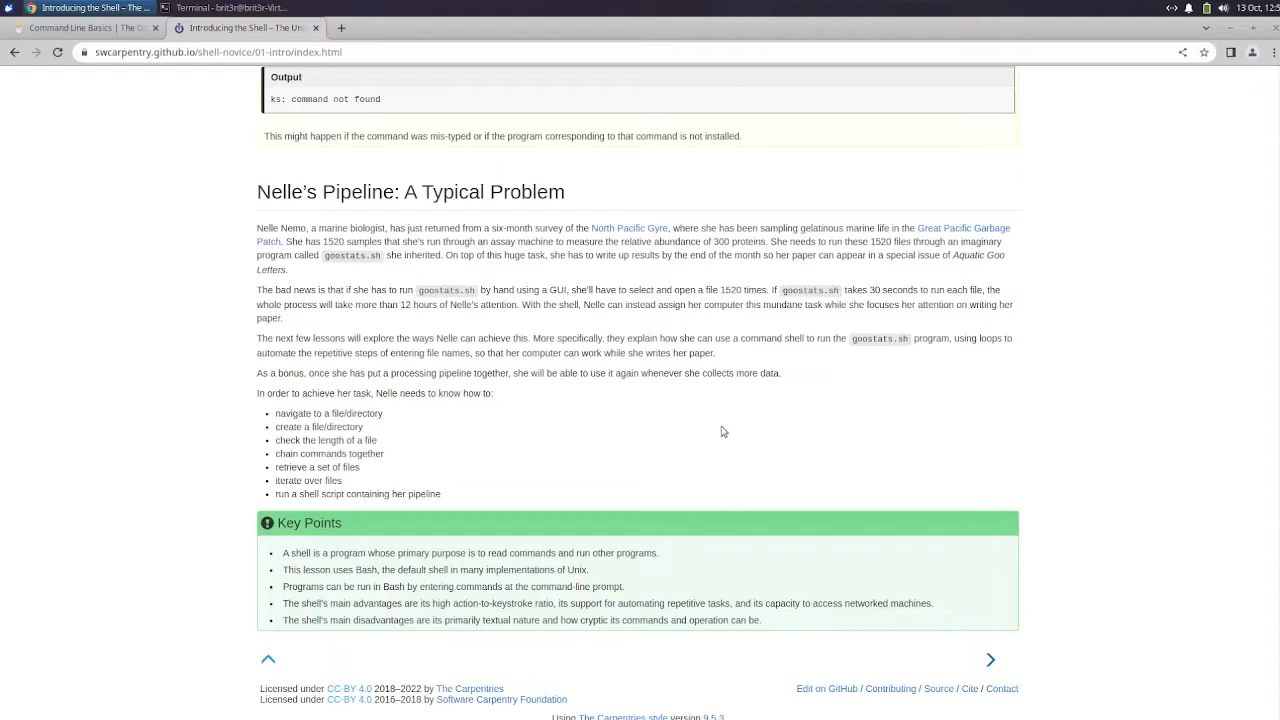 Introducing the Shell - The ...
Terminal - brit3r@brit3r-Virt...
13 Oct, 12:5
Command Line Basics | The G
Introducing the Shell – The Un
swcarpentry.github.io/shell-novice/01-intro/index.html
Output
ks: command not found
This might happen if the command was mis-typed or if the program corresponding to that command is not installed.
Nelle’s Pipeline: A Typical Problem
Nelle Nemo, a marine biologist, has just returned from a six-month survey of the North Pacific Gyre, where she has been sampling gelatinous marine life in the Great Pacific Garbage
Patch. She has 1520 samples that she’s run through an assay machine to measure the relative abundance of 300 proteins. She needs to run these 1520 files through an imaginary
program called goostats.sh she inherited. On top of this huge task, she has to write up results by the end of the month so her paper can appear in a special issue of Aquatic Goo
Letters.
The bad news is that if she has to run goostats.sh by hand using a GUI, she’ll have to select and open a file 1520 times. If goostats.sh takes 30 seconds to run each file, the
whole process will take more than 12 hours of Nelle’s attention. With the shell, Nelle can instead assign her computer this mundane task while she focuses her attention on writing her
paper.
The next few lessons will explore the ways Nelle can achieve this. More specifically, they explain how she can use a command shell to run the goostats.sh program, using loops to
automate the repetitive steps of entering file names, so that her computer can work while she writes her paper.
As a bonus, once she has put a processing pipeline together, she will be able to use it again whenever she collects more data.
In order to achieve her task, Nelle needs to know how to:
• navigate to a file/directory
• create a file/directory
• check the length of a file
• chain commands together
• retrieve a set of files
• iterate over files
• run a shell script containing her pipeline
Key Points
• A shell is a program whose primary purpose is to read commands and run other programs.
• This lesson uses Bash, the default shell in many implementations of Unix.
• Programs can be run in Bash by entering commands at the command-line prompt.
• The shell’s main advantages are its high action-to-keystroke ratio, its support for automating repetitive tasks, and its capacity to access networked machines.
• The shell’s main disadvantages are its primarily textual nature and how cryptic its commands and operation can be.
Licensed under CC-BY 4.0 2018–2022 by The Carpentries
Licensed under CC-BY 4.0 2016–2018 by Software Carpentry Foundation
Edit on GitHub / Contributing / Source / Cite / Contact
Using The Carpentries style version 9.5.3